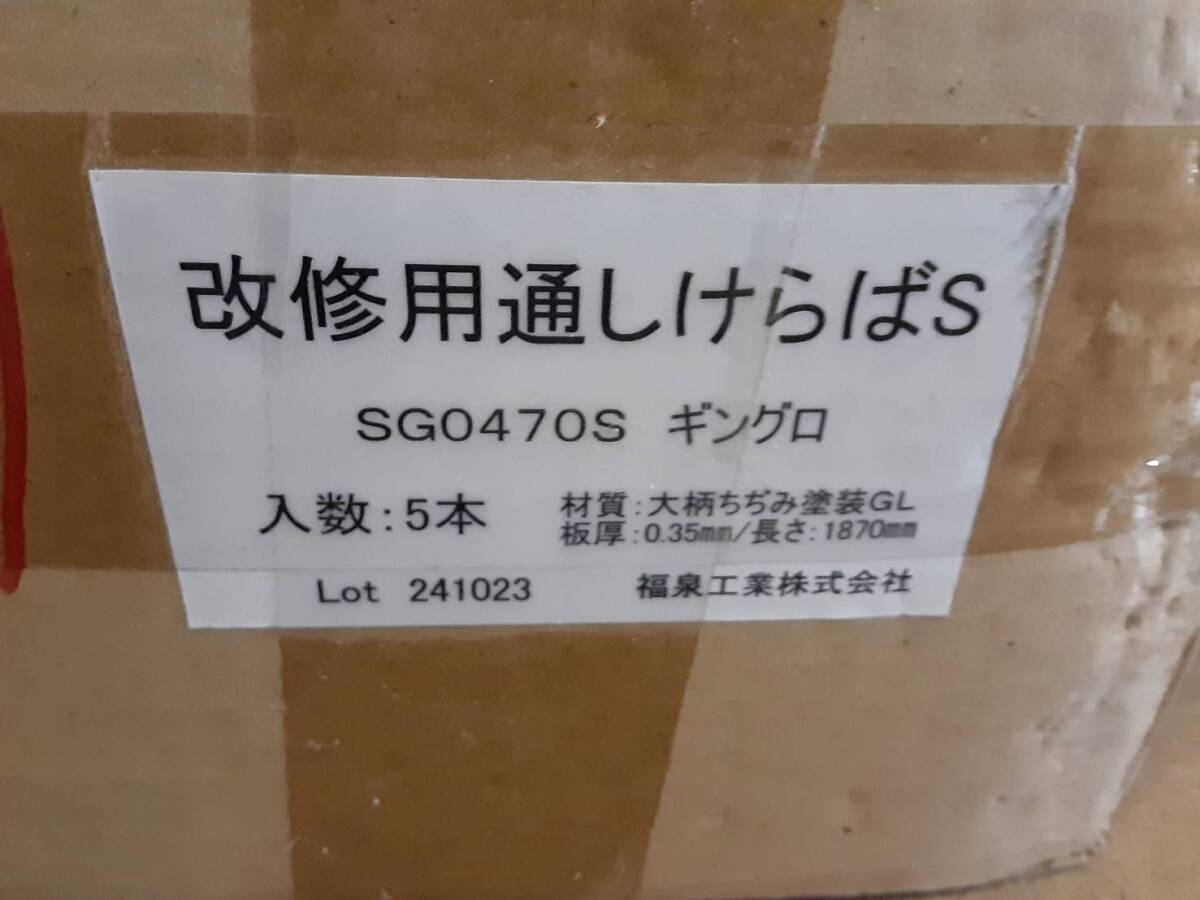 改修用通しけらばS
SG0470S ギングロ
入数:5本
材質:大柄ちぢみ塗装GL
板厚:0.35mm/長さ:1870mm
Lot 241023 福泉工業株式会社